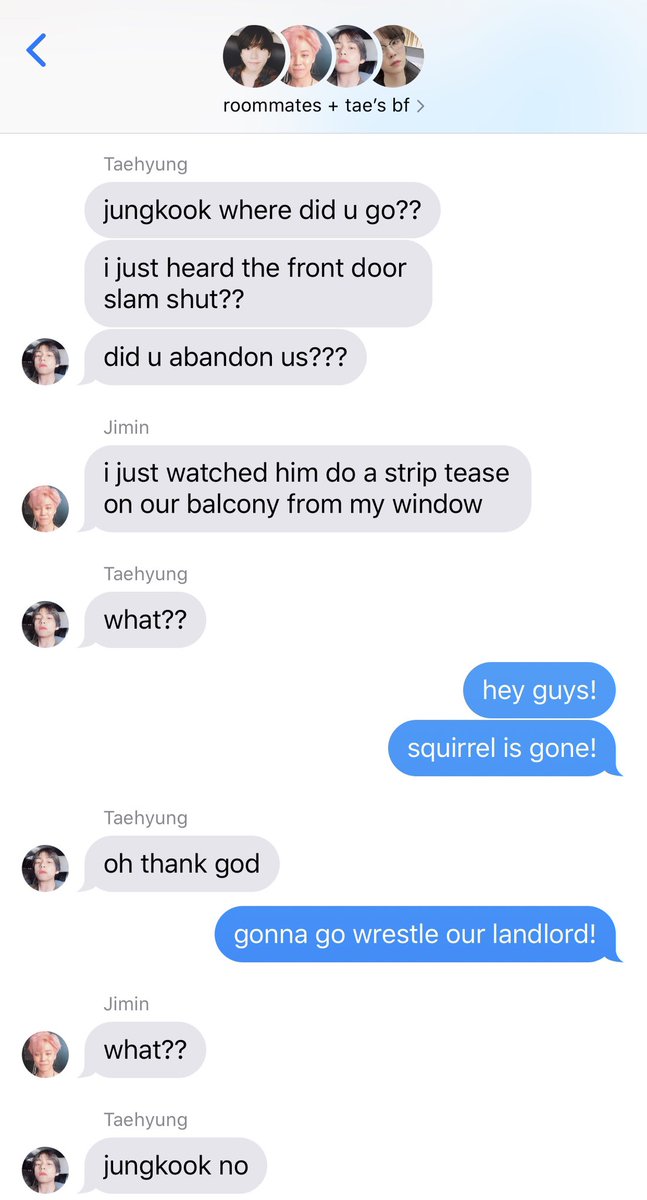 roommates + tae's bf >
Taehyung
jungkook where did u go??
i just heard the front door
slam shut??
did u abandon us???
Jimin
i just watched him do a strip tease
on our balcony from my window
Taehyung
what??
hey guys!
squirrel is gone!
Taehyung
oh thank god
gonna go wrestle our landlord!
Jimin
what??
Taehyung
jungkook no